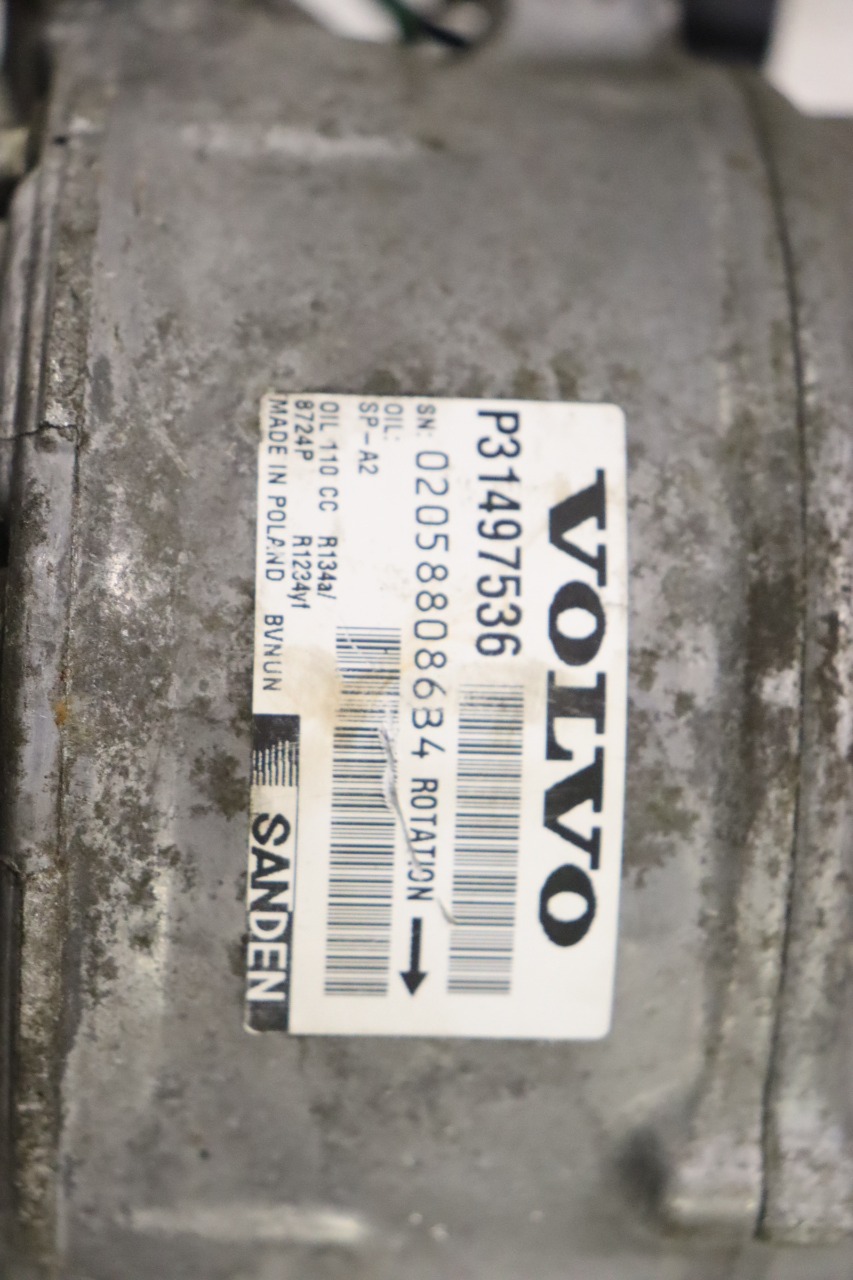 VOLVO
P31497536
SN: 02058808634 ROTATION
OIL:
SP-A2
OIL 110 CC R134a/
8724P R1234yf
MADE IN POLAND BVNUN
SANDEN